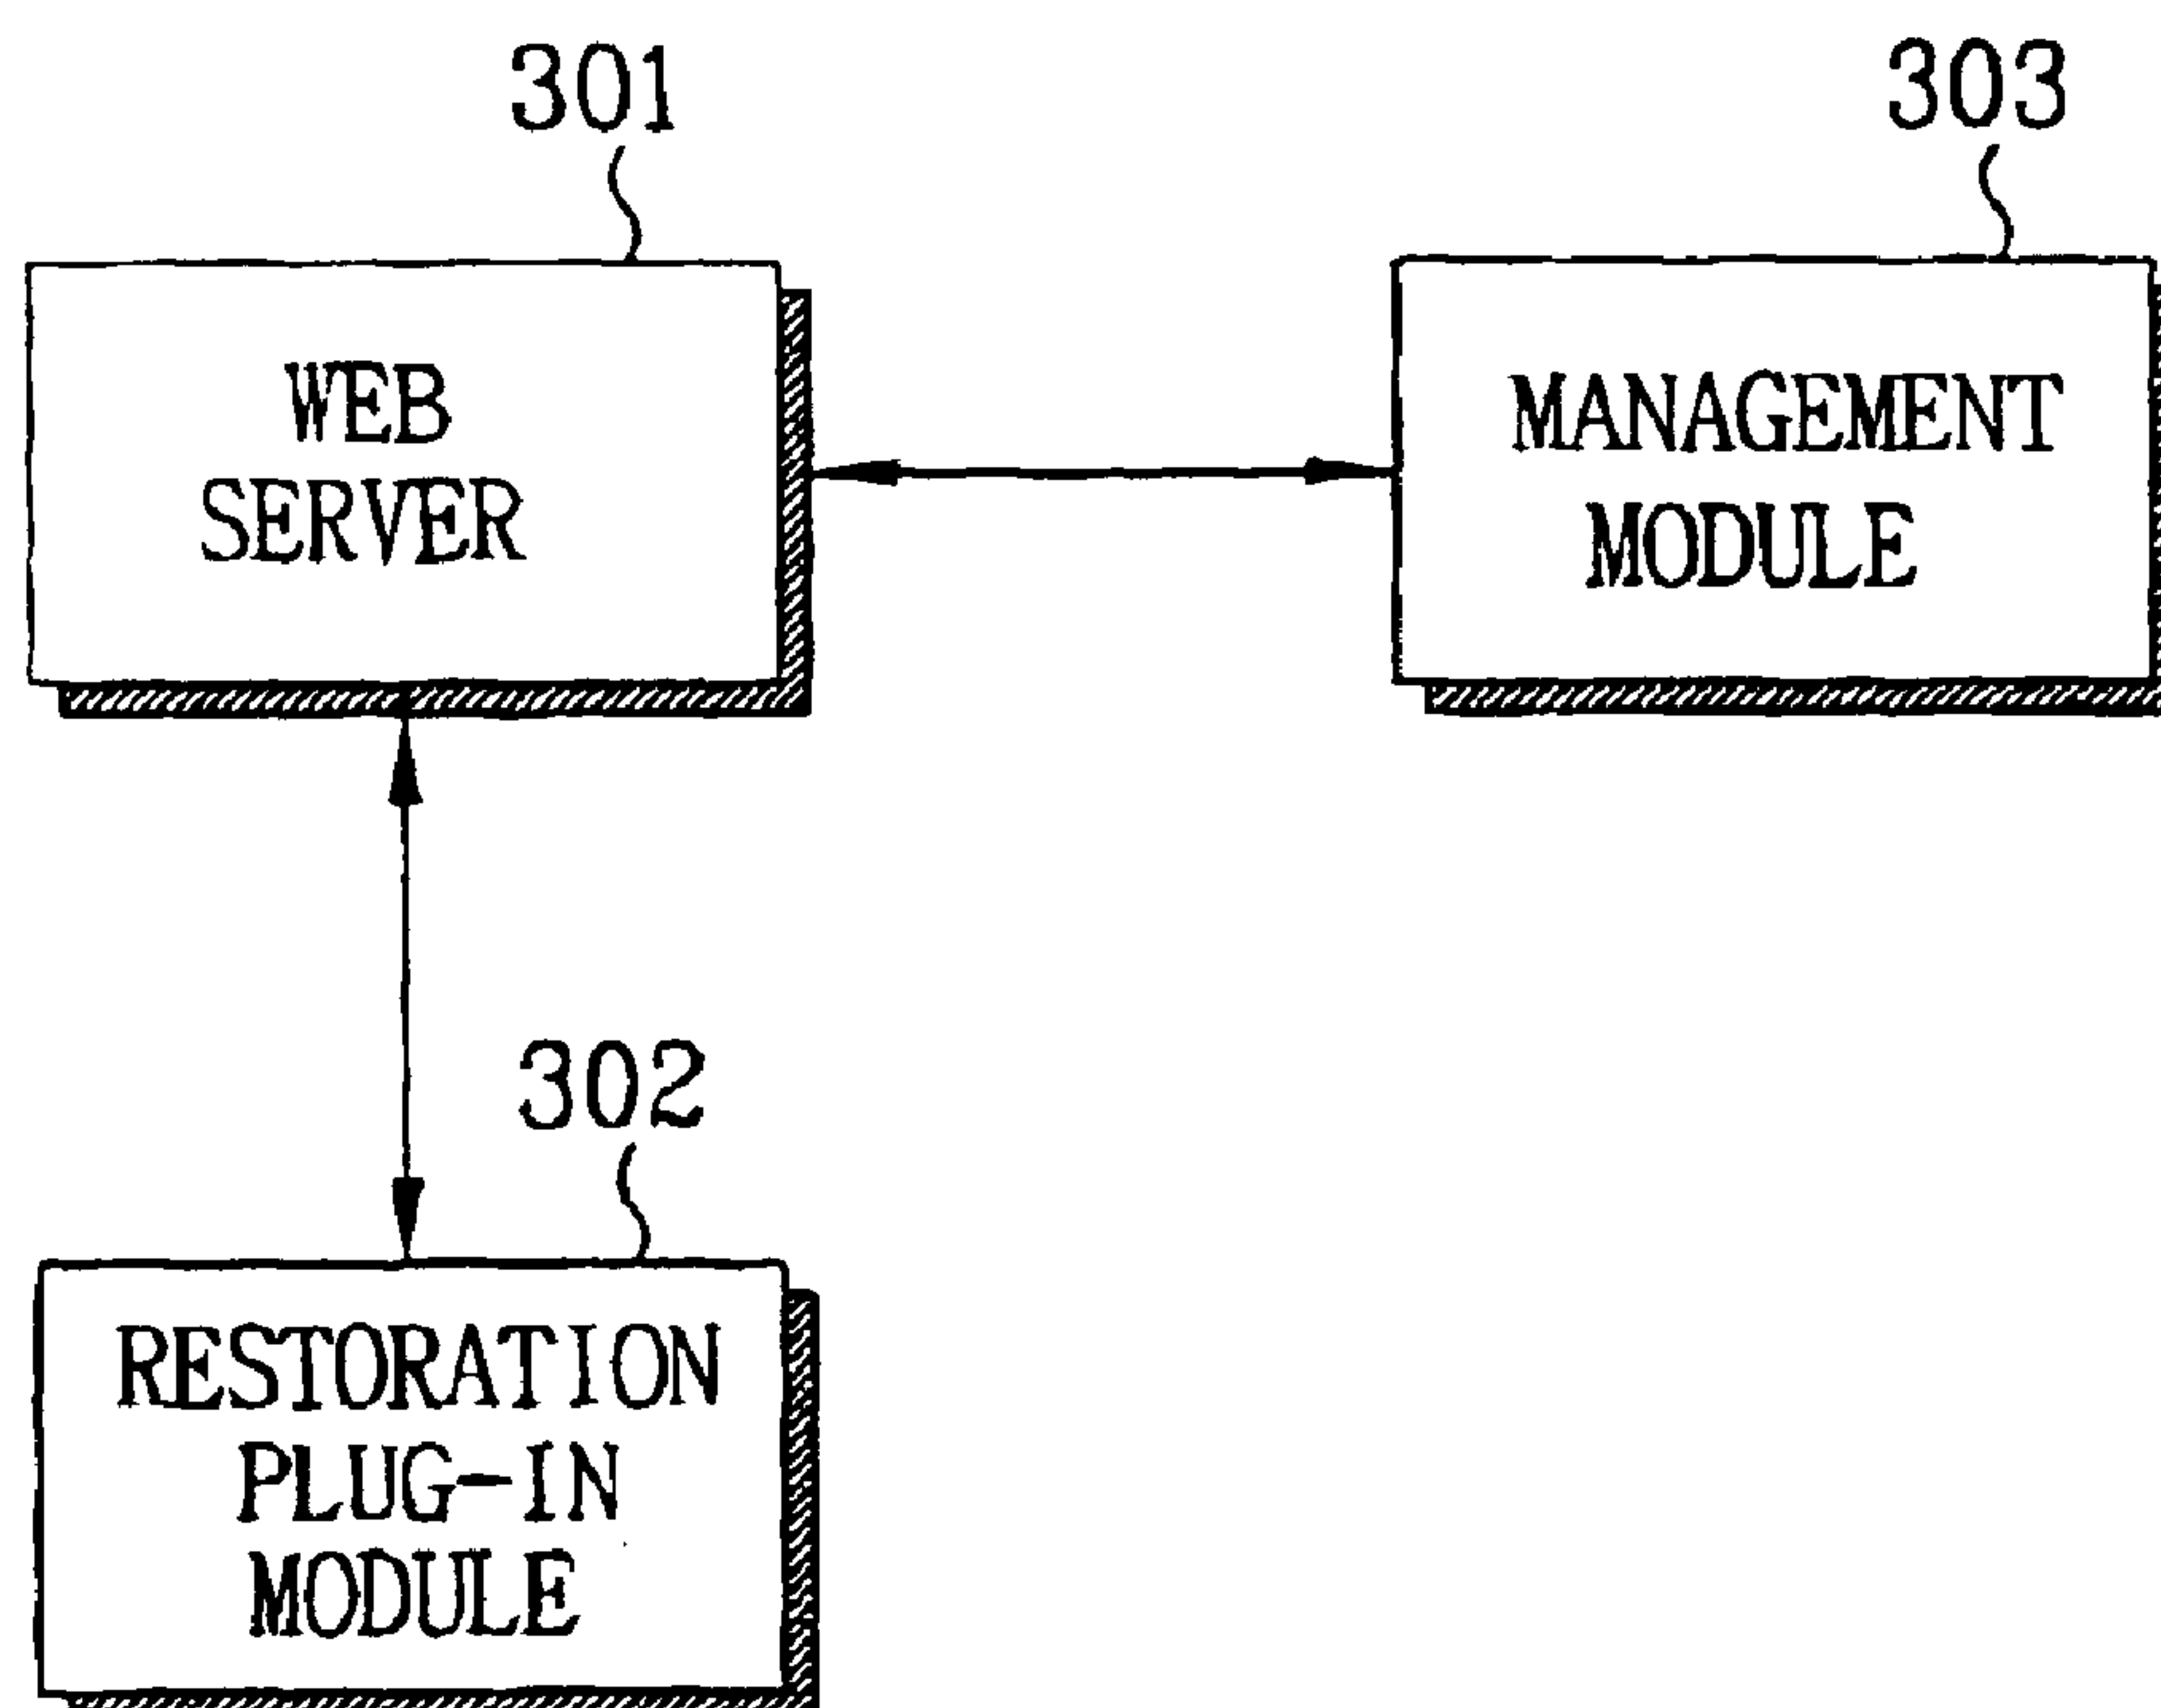 301
303
WEB
SERVER
MANAGEMENT
MODULE
302
RESTORATION
PLUG-IN
MODULE